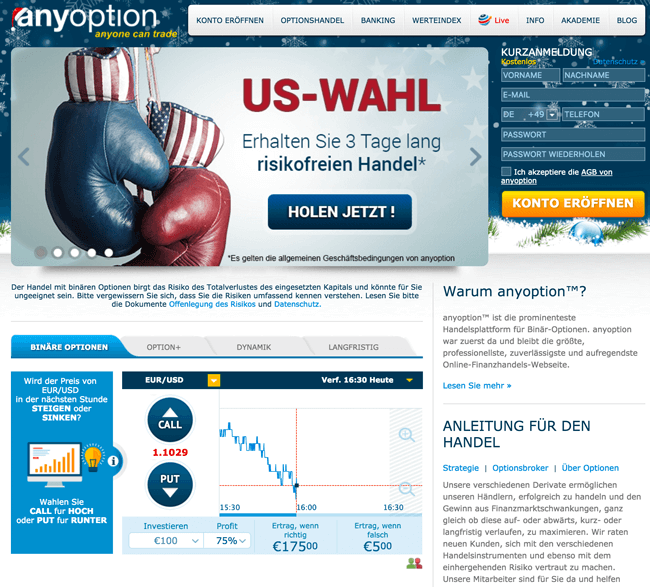 anyoption
anyone can trade
KONTO ERÖFFNEN
OPTIONSHANDEL
BANKING
WERTEINDEX
Live
INFO
AKADEMIE
BLOG
US-WAHL
Erhalten Sie 3 Tage lang
risikofreien Handel*
HOLEN JETZT !
*Es gelten die allgemeinen Geschäftsbedingungen von anyoption
KURZANMELDUNG
Kostenlos * Datenschutz
VORNAME NACHNAME
E-MAIL
DE +49 TELEFON
PASSWORT
PASSWORT WIEDERHOLEN
Ich akzeptiere die AGB von
anyoption
KONTO ERÖFFNEN
Der Handel mit binären Optionen birgt das Risiko des Totalverlustes des eingesetzten Kapitals und könnte für Sie
ungeeignet sein. Bitte vergewissern Sie sich, dass Sie die Risiken umfassend kennen verstehen. Lesen Sie bitte
die Dokumente Offenlegung des Risikos und Datenschutz.
BINÄRE OPTIONEN
OPTION+
DYNAMIK
LANGFRISTIG
Wird der Preis von
EUR/USD
in der nächsten Stunde
STEIGEN oder
SINKEN?
i
Wählen Sie
CALL für HOCH
oder PUT für RUNTER
EUR/USD
Verf. 16:30 Heute
CALL
1.1029
PUT
15:30 16:00 16:30
Investieren
€100
Profit
75%
Ertrag, wenn
richtig
€17500
Ertrag, wenn
falsch
€500
Warum anyoption™?
anyoption™ ist die prominenteste
Handelsplattform für Binär-Optionen. anyoption
war zuerst da und bleibt die größte,
professionellste, zuverlässigste und aufregendste
Online-Finanzhandels-Webseite.
Lesen Sie mehr »
ANLEITUNG FÜR DEN
HANDEL
Strategie | Optionsbroker | Über Optionen
Unsere verschiedenen Derivate ermöglichen
unseren Händlern, erfolgreich zu handeln und den
Gewinn aus Finanzmarktschwankungen, ganz
gleich ob diese auf- oder abwärts, kurz- oder
langfristig verlaufen, zu maximieren. Wir raten
neuen Kunden, sich mit den verschiedenen
Handelsinstrumenten und ebenso mit dem
einhergehenden Risiko vertraut zu machen.
Unsere Mitarbeiter sind für Sie da und helfen